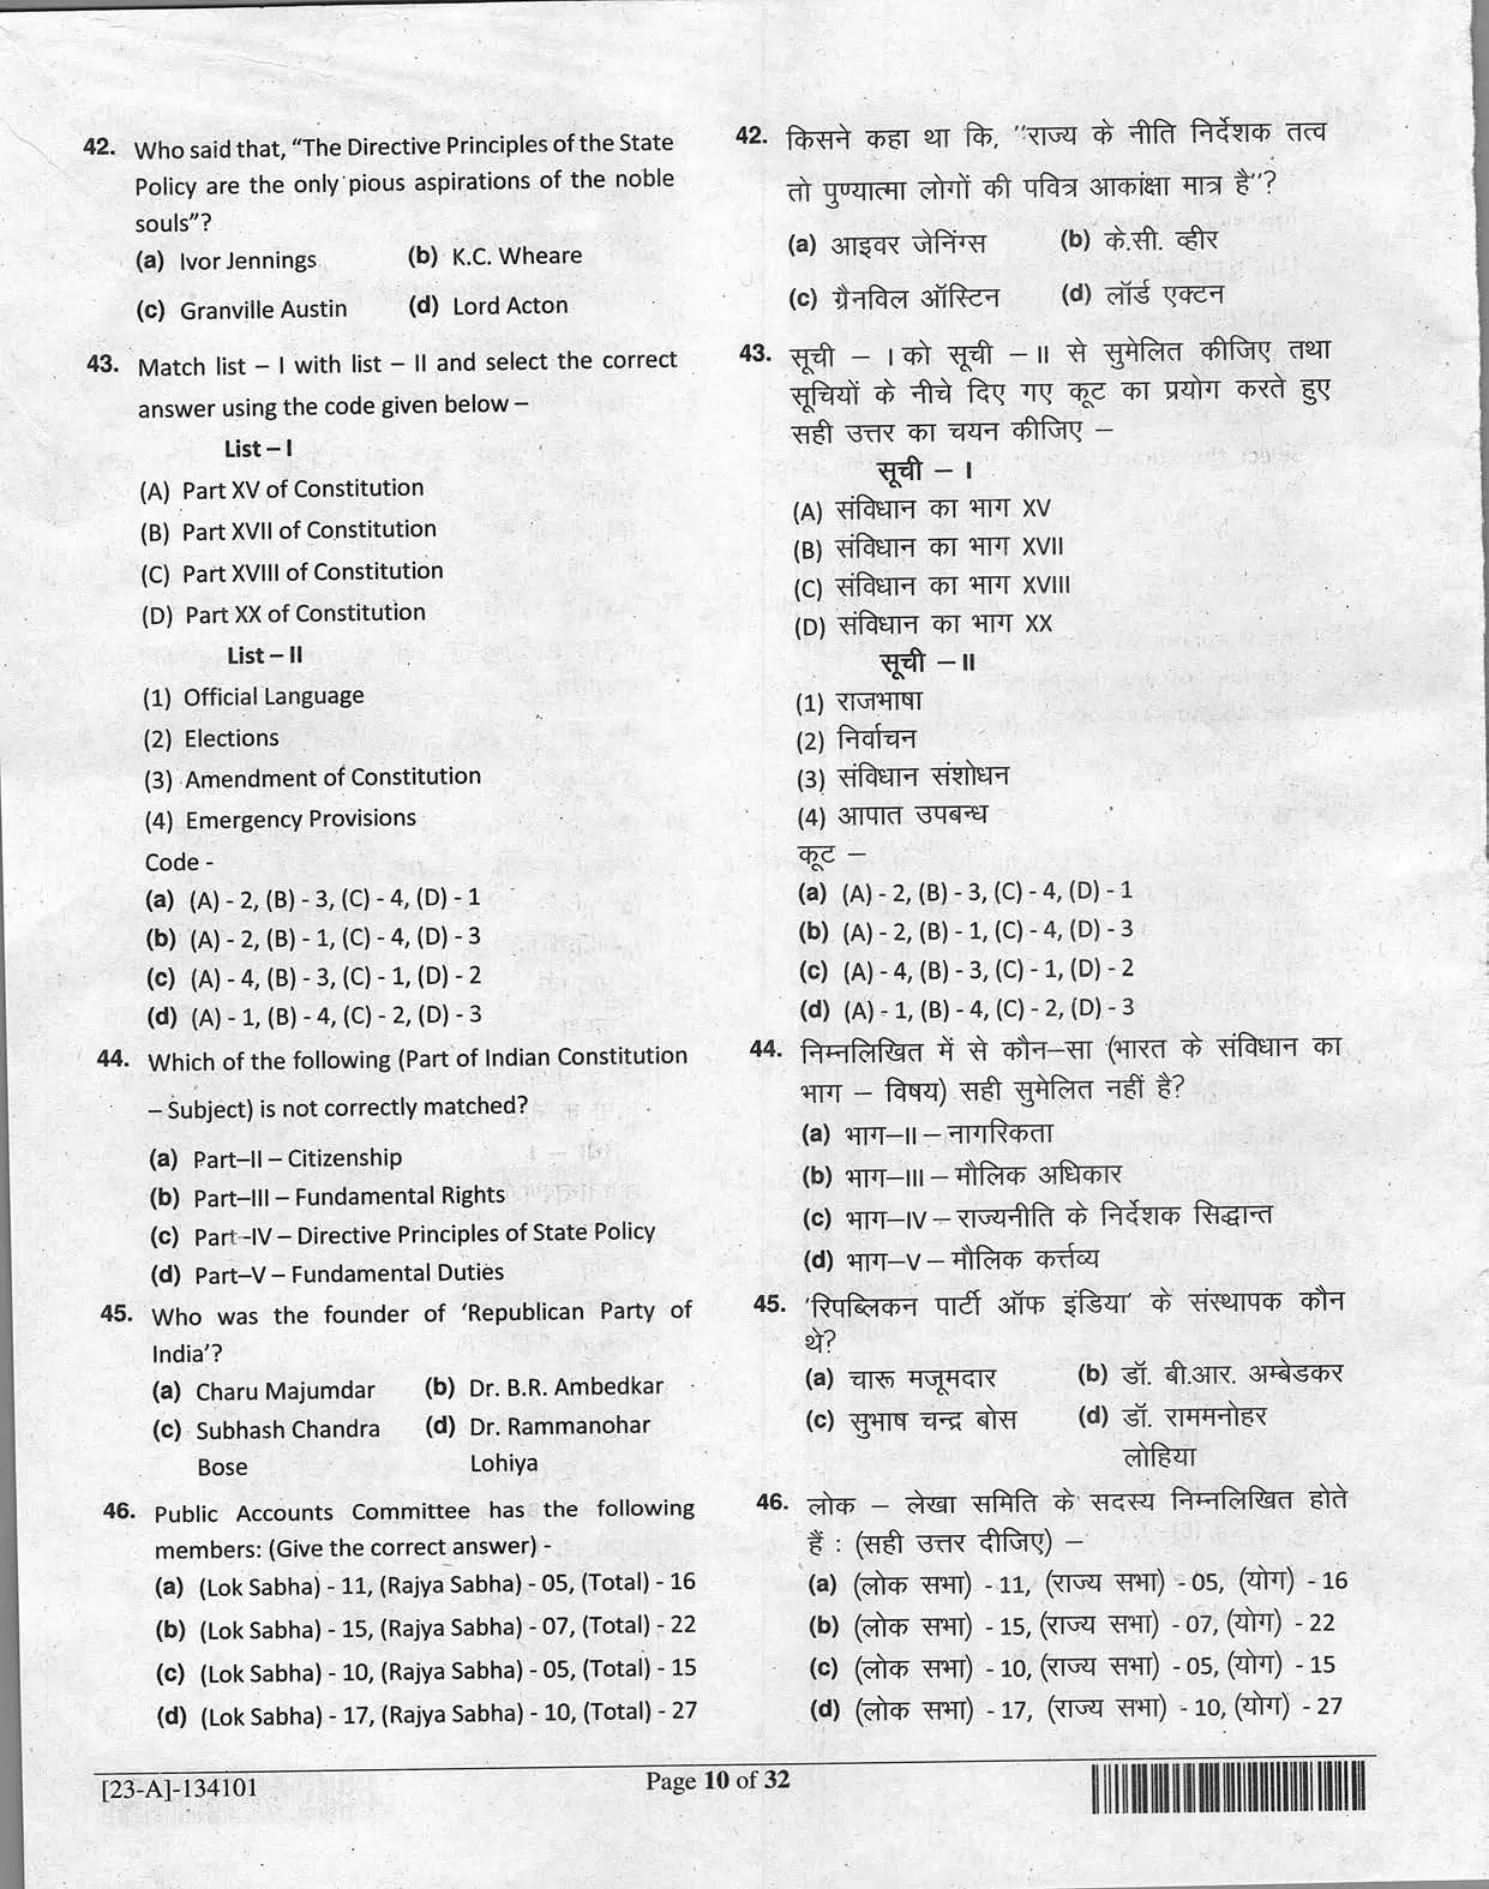 42. Who said that, "The Directive Principles of the State
Policy are the only pious aspirations of the noble
souls"?
(a) Ivor Jennings (b) K.C. Wheare
(c) Granville Austin (d) Lord Acton
43. Match list – I with list – II and select the correct
answer using the code given below –
List – I
(A) Part XV of Constitution
(B) Part XVII of Constitution
(C) Part XVIII of Constitution
(D) Part XX of Constitution
List – II
(1) Official Language
(2) Elections
(3) Amendment of Constitution
(4) Emergency Provisions
Code -
(a) (A) - 2, (B) - 3, (C) - 4, (D) - 1
(b) (A) - 2, (B) - 1, (C) - 4, (D) - 3
(c) (A) - 4, (B) - 3, (C) - 1, (D) - 2
(d) (A) - 1, (B) - 4, (C) - 2, (D) - 3
44. Which of the following (Part of Indian Constitution
– Subject) is not correctly matched?
(a) Part–II – Citizenship
(b) Part–III – Fundamental Rights
(c) Part -IV – Directive Principles of State Policy
(d) Part–V – Fundamental Duties
45. Who was the founder of 'Republican Party of
India'?
(a) Charu Majumdar (b) Dr. B.R. Ambedkar
(c) Subhash Chandra (d) Dr. Rammanohar
Bose Lohiya
46. Public Accounts Committee has the following
members: (Give the correct answer) -
(a) (Lok Sabha) - 11, (Rajya Sabha) - 05, (Total) - 16
(b) (Lok Sabha) - 15, (Rajya Sabha) - 07, (Total) - 22
(c) (Lok Sabha) - 10, (Rajya Sabha) - 05, (Total) - 15
(d) (Lok Sabha) - 17, (Rajya Sabha) - 10, (Total) - 27
42. किसने कहा था कि, "राज्य के नीति निर्देशक तत्व
तो पुण्यात्मा लोगों की पवित्र आकांक्षा मात्र है"?
(a) आइवर जेनिंग्स (b) के.सी. व्हीर
(c) ग्रैनविल ऑस्टिन (d) लॉर्ड एक्टन
43. सूची – I को सूची – II से सुमेलित कीजिए तथा
सूचियों के नीचे दिए गए कूट का प्रयोग करते हुए
सही उत्तर का चयन कीजिए –
सूची – I
(A) संविधान का भाग XV
(B) संविधान का भाग XVII
(C) संविधान का भाग XVIII
(D) संविधान का भाग XX
सूची – II
(1) राजभाषा
(2) निर्वाचन
(3) संविधान संशोधन
(4) आपात उपबन्ध
कूट –
(a) (A) - 2, (B) - 3, (C) - 4, (D) - 1
(b) (A) - 2, (B) - 1, (C) - 4, (D) - 3
(c) (A) - 4, (B) - 3, (C) - 1, (D) - 2
(d) (A) - 1, (B) - 4, (C) - 2, (D) - 3
44. निम्नलिखित में से कौन–सा (भारत के संविधान का
भाग – विषय) सही सुमेलित नहीं है?
(a) भाग–II – नागरिकता
(b) भाग–III – मौलिक अधिकार
(c) भाग–IV – राज्यनीति के निर्देशक सिद्धान्त
(d) भाग–V – मौलिक कर्त्तव्य
45. 'रिपब्लिकन पार्टी ऑफ इंडिया' के संस्थापक कौन
थे?
(a) चारू मजूमदार (b) डॉ. बी.आर. अम्बेडकर
(c) सुभाष चन्द्र बोस (d) डॉ. राममनोहर
लोहिया
46. लोक – लेखा समिति के सदस्य निम्नलिखित होते
हैं : (सही उत्तर दीजिए) –
(a) (लोक सभा) - 11, (राज्य सभा) - 05, (योग) - 16
(b) (लोक सभा) - 15, (राज्य सभा) - 07, (योग) - 22
(c) (लोक सभा) - 10, (राज्य सभा) - 05, (योग) - 15
(d) (लोक सभा) - 17, (राज्य सभा) - 10, (योग) - 27
[23-A]-134101 Page 10 of 32